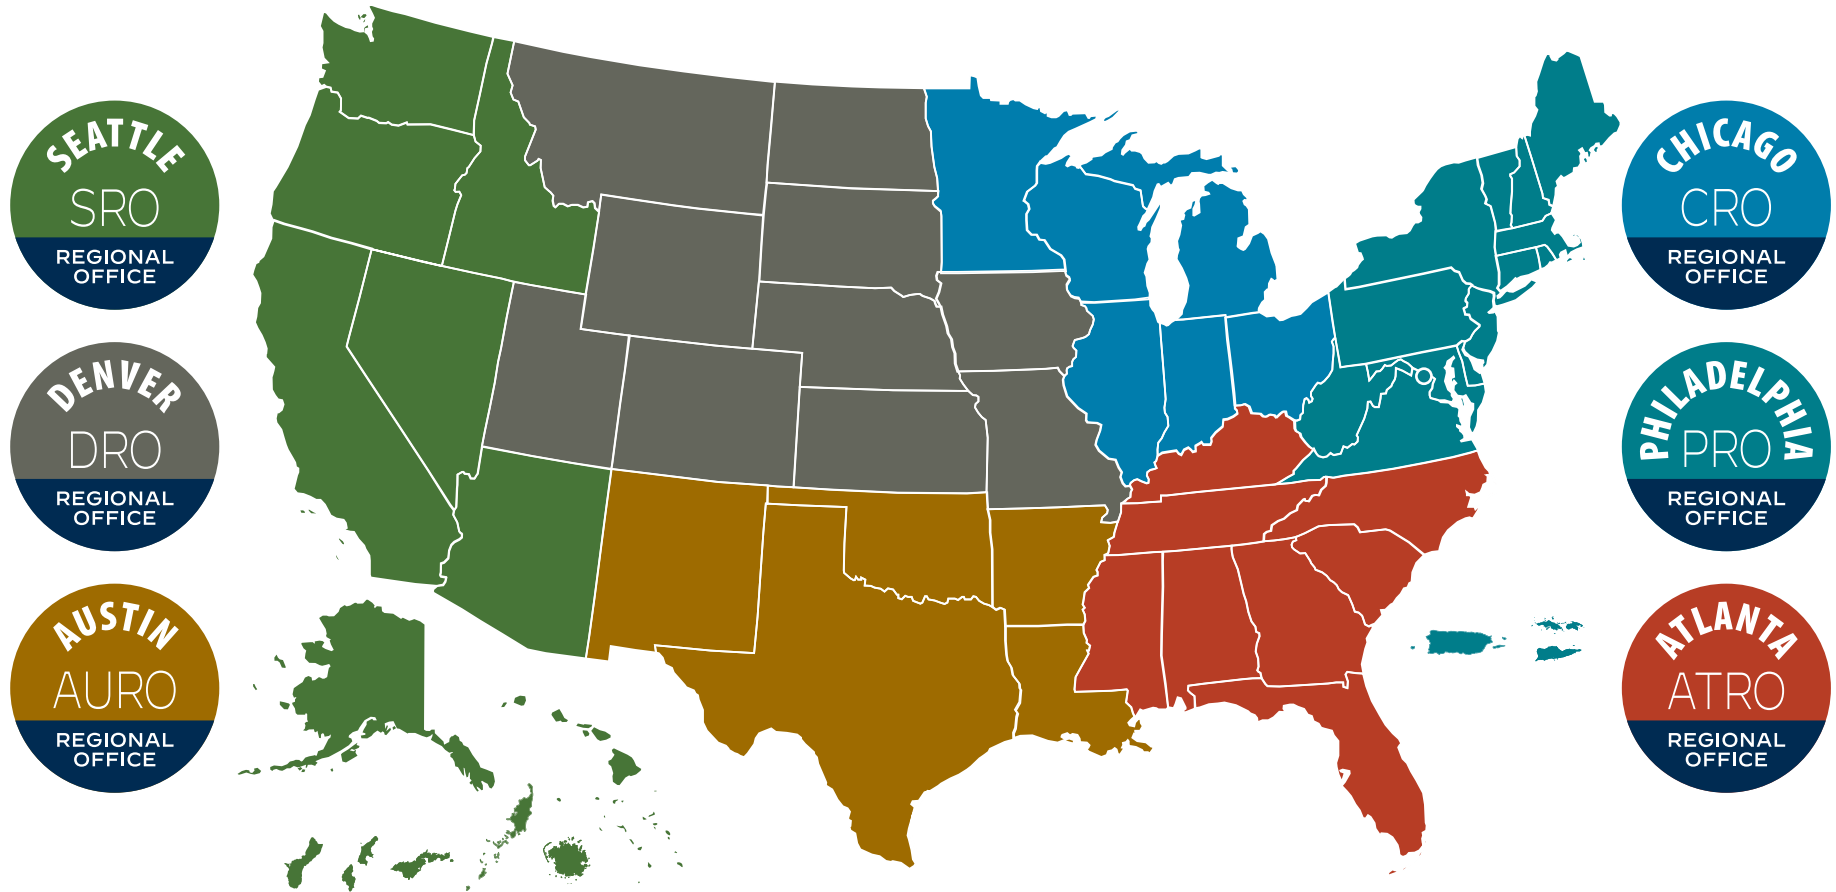 SEATTLE
SRO
REGIONAL
OFFICE
DENVER
DRO
REGIONAL
OFFICE
AUSTIN
AURO
REGIONAL
OFFICE
CHICAGO
CRO
REGIONAL
OFFICE
PHILADELPHIA
PRO
REGIONAL
OFFICE
ATLANTA
ATRO
REGIONAL
OFFICE